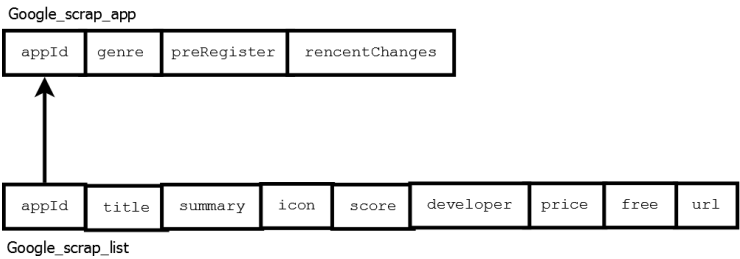 Google_scrap_app
appId genre preRegister rencentChanges
appId title summary icon score developer price free url
Google_scrap_list